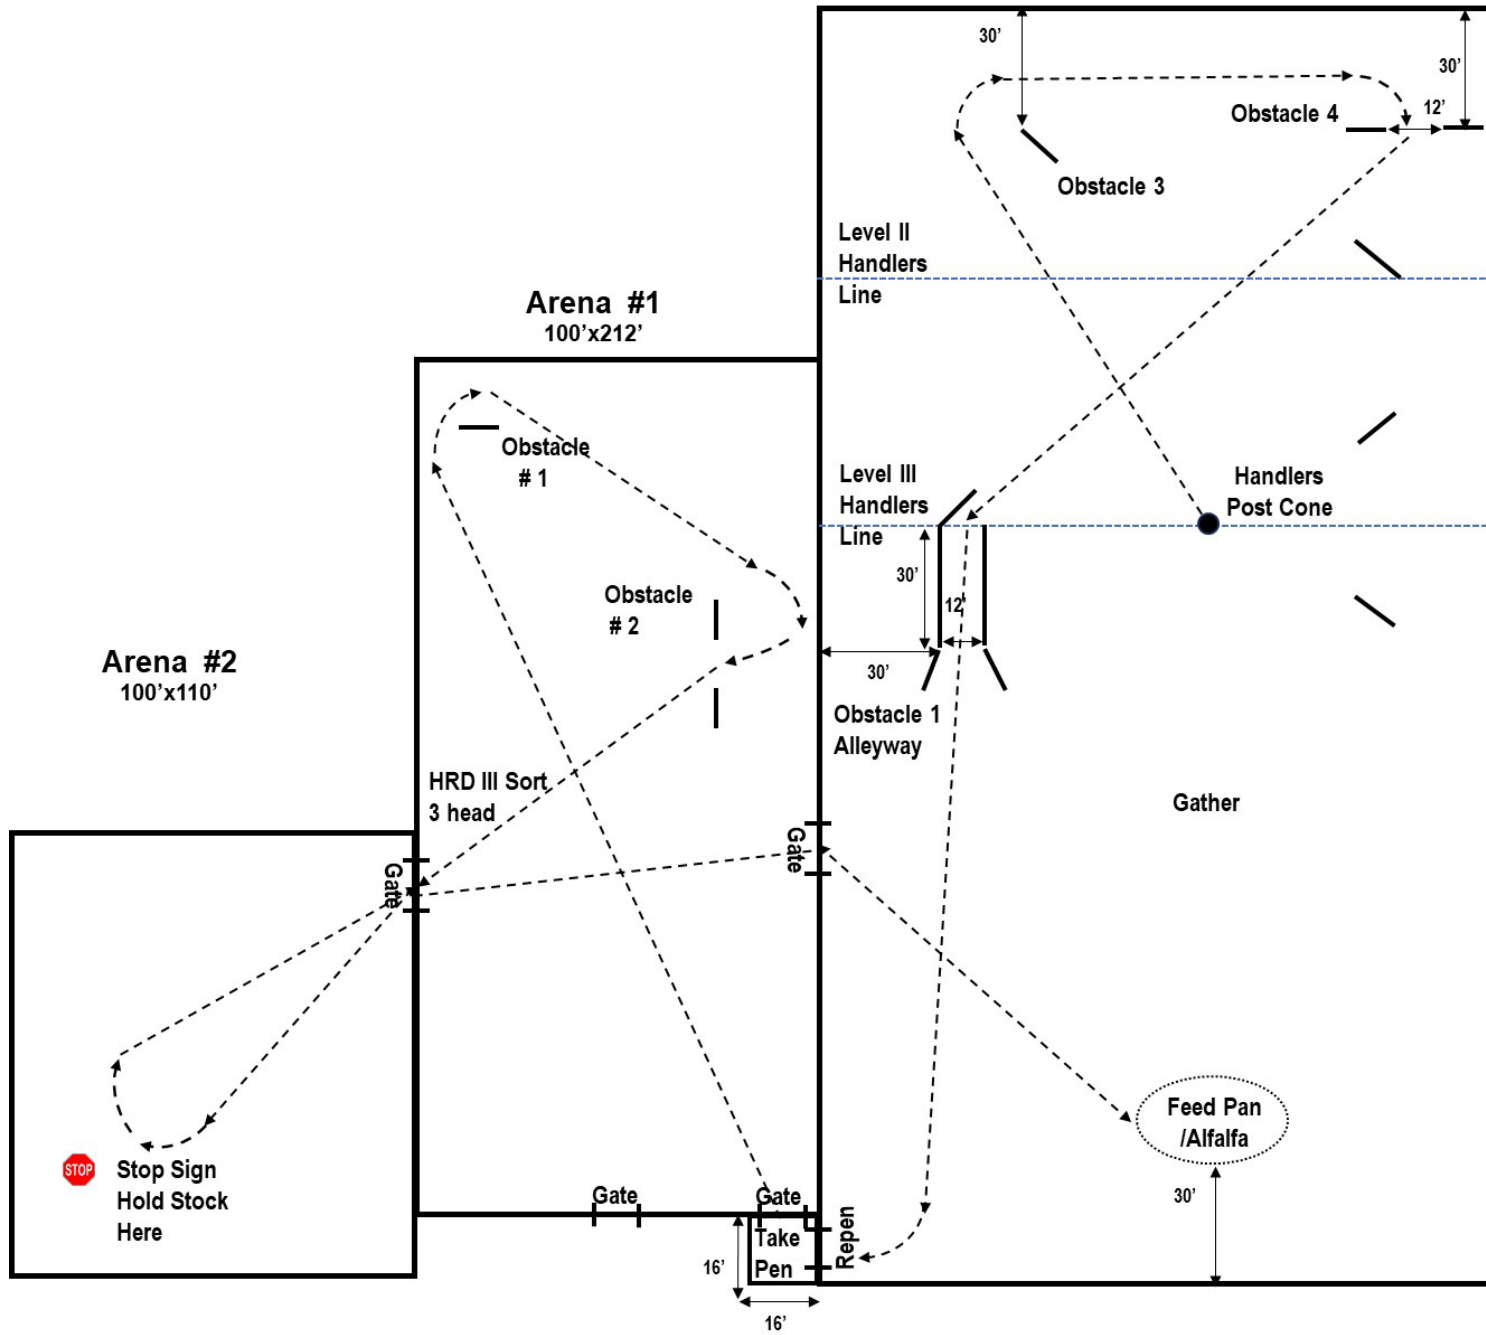 30’
30’
12’
Obstacle 4
Obstacle 3
Level II
Handlers
Line
Arena #1
100’x212’
Obstacle
# 1
Level III
Handlers
Line
Handlers
Post Cone
30’
12’
Obstacle
# 2
30’
Arena #2
100’x110’
Obstacle 1
Alleyway
HRD III Sort
3 head
Gather
Gate
Gate
Feed Pan
/Alfalfa
30’
STOP
Stop Sign
Hold Stock
Here
Gate
Gate
Take
Pen
Repen
16’
16’